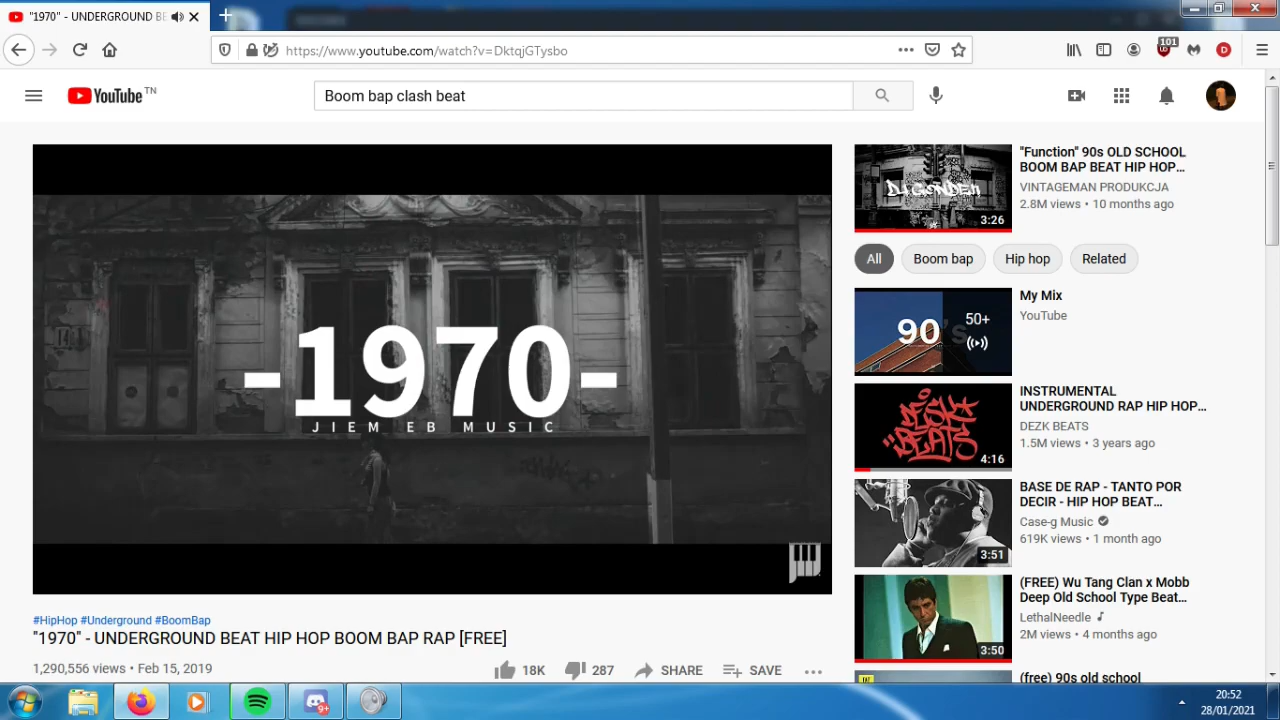 "1970" - UNDERGROUND BE
https://www.youtube.com/watch?v=DktqjGTysbo
101
YouTube TN
Boom bap clash beat
-1970-
JIEM EB MUSIC
#HipHop #Underground #BoomBap
"1970" - UNDERGROUND BEAT HIP HOP BOOM BAP RAP [FREE]
1,290,556 views • Feb 15, 2019
18K
287
SHARE
SAVE
3:26
"Function" 90s OLD SCHOOL
BOOM BAP BEAT HIP HOP...
VINTAGEMAN PRODUKCJA
2.8M views • 10 months ago
All
Boom bap
Hip hop
Related
90's
50+
My Mix
YouTube
DEZK BEATS
4:16
INSTRUMENTAL
UNDERGROUND RAP HIP HOP...
DEZK BEATS
1.5M views • 3 years ago
3:51
BASE DE RAP - TANTO POR
DECIR - HIP HOP BEAT...
Case-g Music
619K views • 1 month ago
3:50
(FREE) Wu Tang Clan x Mobb
Deep Old School Type Beat...
LethalNeedle
2M views • 4 months ago
(free) 90s old school
9+
20:52
28/01/2021